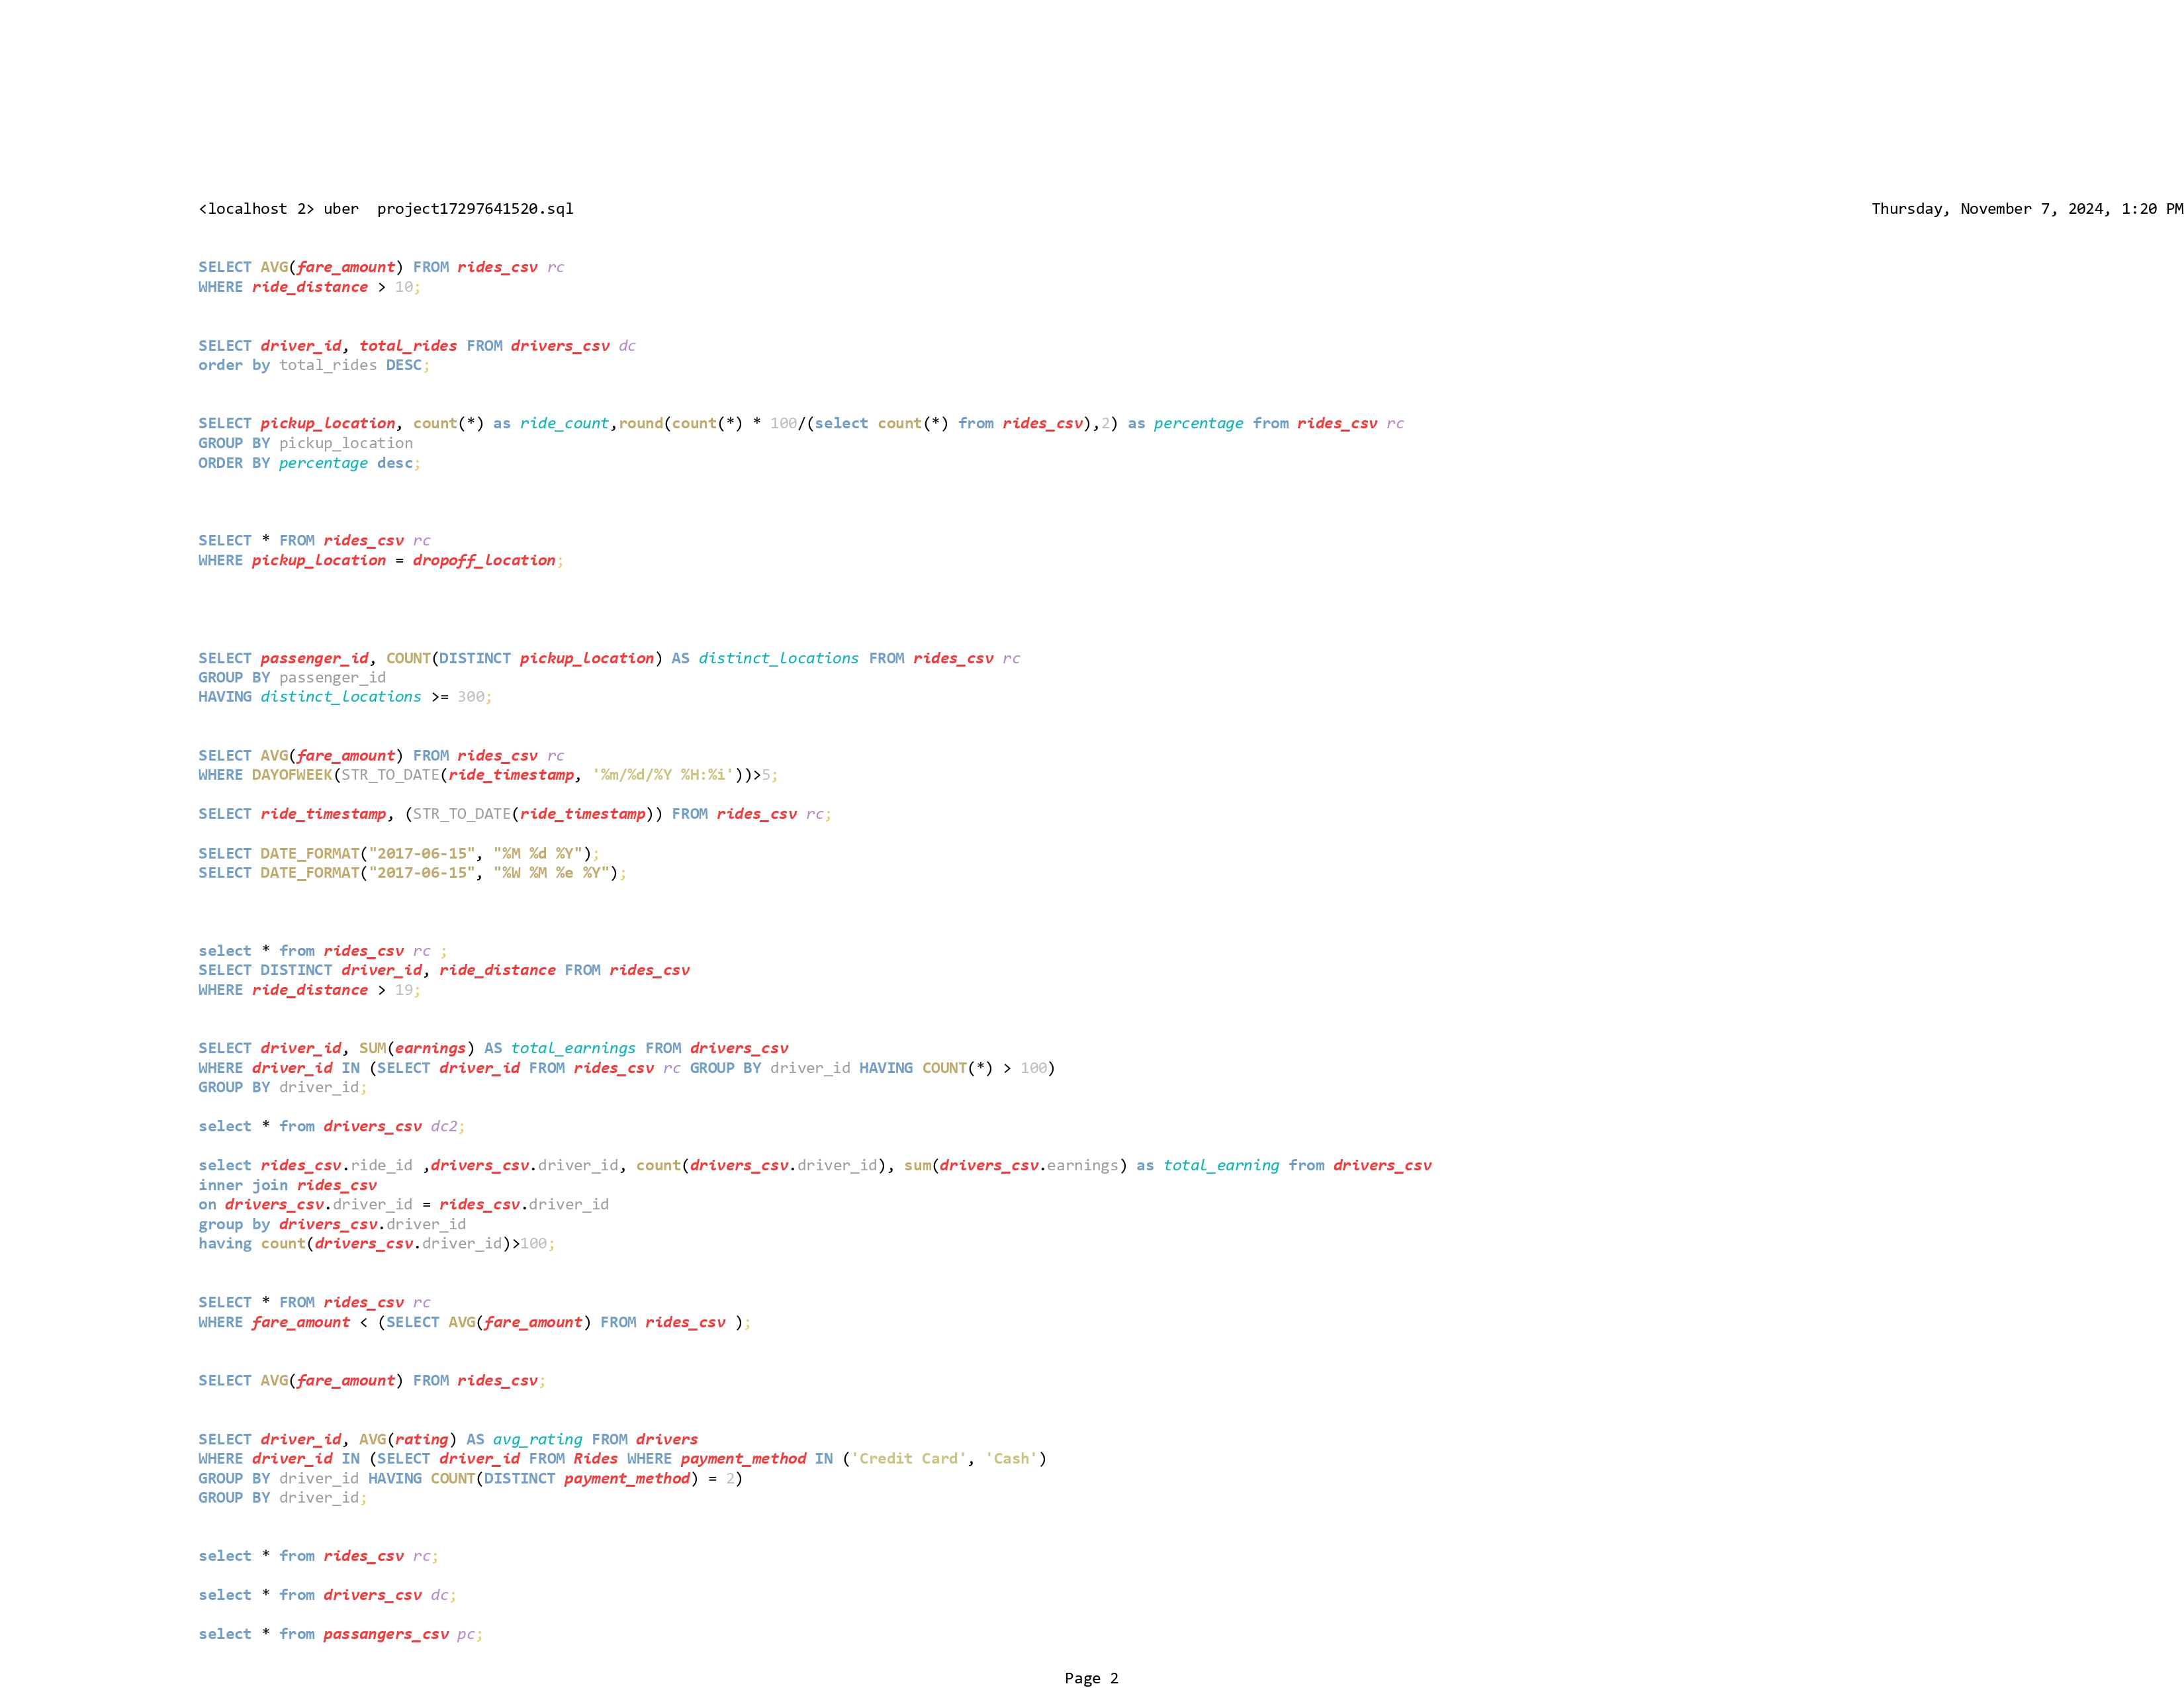 <localhost 2> uber  project17297641520.sql
Thursday, November 7, 2024, 1:20 PM
SELECT AVG(fare_amount) FROM rides_csv rc
WHERE ride_distance > 10;
SELECT driver_id, total_rides FROM drivers_csv dc
order by total_rides DESC;
SELECT pickup_location, count(*) as ride_count,round(count(*) * 100/(select count(*) from rides_csv),2) as percentage from rides_csv rc
GROUP BY pickup_location
ORDER BY percentage desc;
SELECT * FROM rides_csv rc
WHERE pickup_location = dropoff_location;
SELECT passenger_id, COUNT(DISTINCT pickup_location) AS distinct_locations FROM rides_csv rc
GROUP BY passenger_id
HAVING distinct_locations >= 300;
SELECT AVG(fare_amount) FROM rides_csv rc
WHERE DAYOFWEEK(STR_TO_DATE(ride_timestamp, '%m/%d/%Y %H:%i'))>5;
SELECT ride_timestamp, (STR_TO_DATE(ride_timestamp)) FROM rides_csv rc;
SELECT DATE_FORMAT("2017-06-15", "%M %d %Y");
SELECT DATE_FORMAT("2017-06-15", "%W %M %e %Y");
select * from rides_csv rc ;
SELECT DISTINCT driver_id, ride_distance FROM rides_csv
WHERE ride_distance > 19;
SELECT driver_id, SUM(earnings) AS total_earnings FROM drivers_csv
WHERE driver_id IN (SELECT driver_id FROM rides_csv rc GROUP BY driver_id HAVING COUNT(*) > 100)
GROUP BY driver_id;
select * from drivers_csv dc2;
select rides_csv.ride_id ,drivers_csv.driver_id, count(drivers_csv.driver_id), sum(drivers_csv.earnings) as total_earning from drivers_csv
inner join rides_csv
on drivers_csv.driver_id = rides_csv.driver_id
group by drivers_csv.driver_id
having count(drivers_csv.driver_id)>100;
SELECT * FROM rides_csv rc
WHERE fare_amount < (SELECT AVG(fare_amount) FROM rides_csv );
SELECT AVG(fare_amount) FROM rides_csv;
SELECT driver_id, AVG(rating) AS avg_rating FROM drivers
WHERE driver_id IN (SELECT driver_id FROM Rides WHERE payment_method IN ('Credit Card', 'Cash')
GROUP BY driver_id HAVING COUNT(DISTINCT payment_method) = 2)
GROUP BY driver_id;
select * from rides_csv rc;
select * from drivers_csv dc;
select * from passangers_csv pc;
Page 2